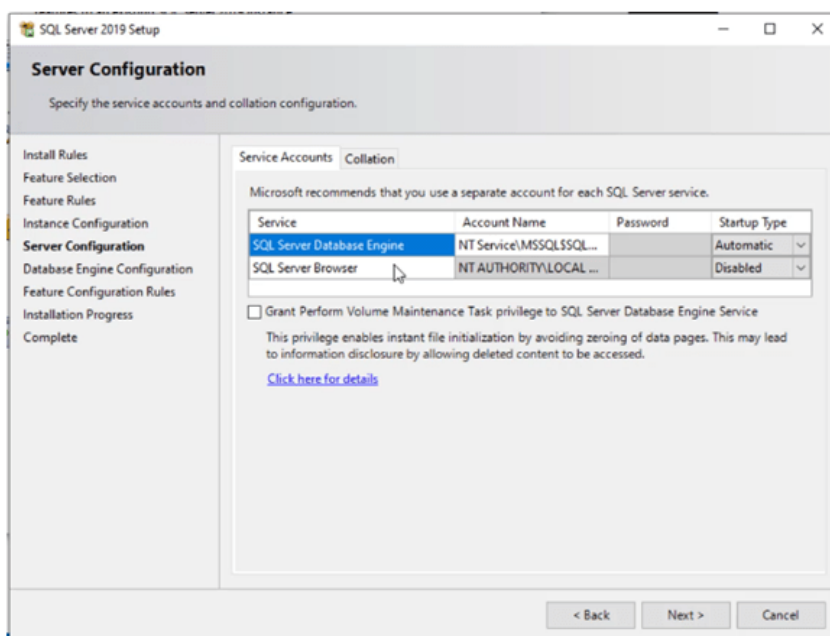 SQL Server 2019 Setup
Server Configuration
Specify the service accounts and collation configuration.
Install Rules
Feature Selection
Feature Rules
Instance Configuration
Server Configuration
Database Engine Configuration
Feature Configuration Rules
Installation Progress
Complete
Service Accounts Collation
Microsoft recommends that you use a separate account for each SQL Server service.
Service Account Name Password Startup Type
SQL Server Database Engine NT Service\MSSQL$SQL... Automatic
SQL Server Browser NT AUTHORITY\LOCAL ... Disabled
Grant Perform Volume Maintenance Task privilege to SQL Server Database Engine Service
This privilege enables instant file initialization by avoiding zeroing of data pages. This may lead
to information disclosure by allowing deleted content to be accessed.
Click here for details
< Back Next > Cancel